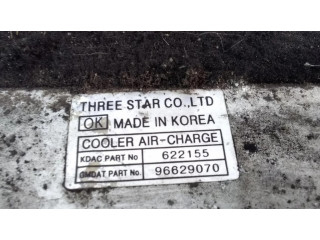 THREE STAR CO.,LTD
OK MADE IN KOREA
COOLER AIR-CHARGE
KDAC PART No 622155
GMDAT PART No. 96629070